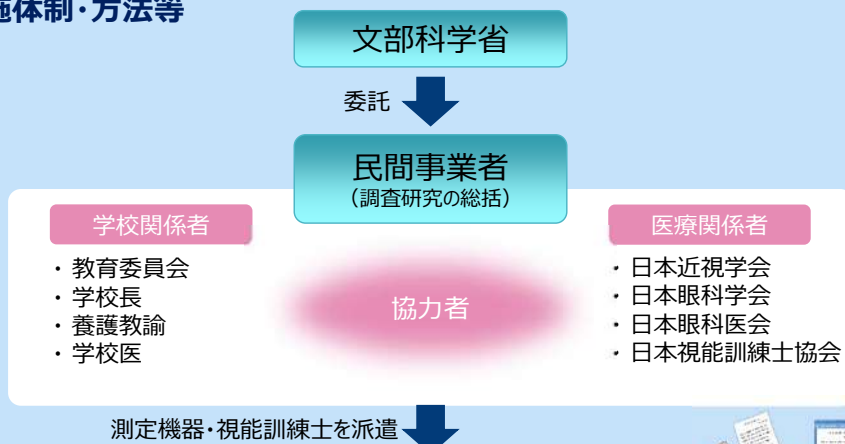 施体制・方法等
文部科学省
委託
民間事業者
（調査研究の総括）
学校関係者
・ 教育委員会
・ 学校長
・ 養護教諭
・ 学校医
協力者
医療関係者
・ 日本近視学会
・ 日本眼科学会
・ 日本眼科医会
・ 日本視能訓練士協会
測定機器・視能訓練士を派遣